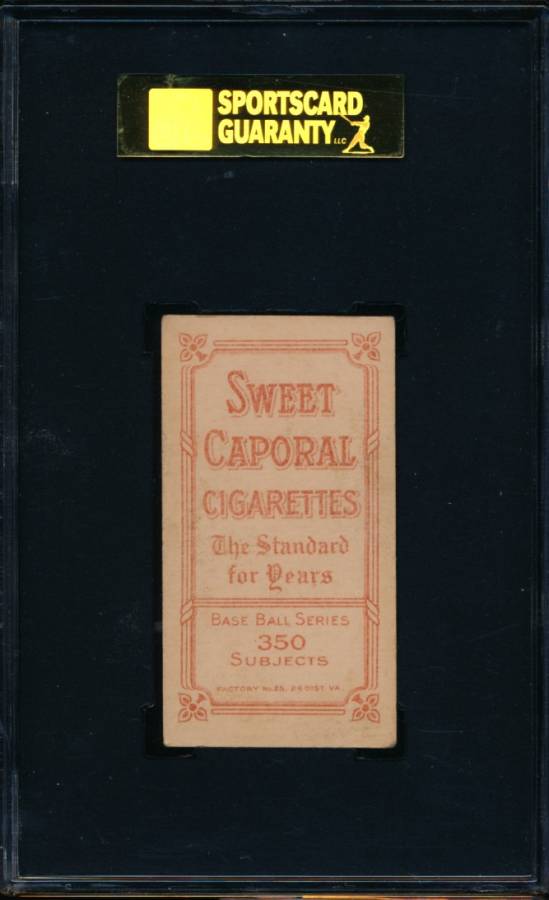 SPORTSCARD
GUARANTY LLC
SWEET
CAPORAL
CIGARETTES
The Standard
for Years
BASE BALL SERIES
350
SUBJECTS
FACTORY No. 25, 2d DIST. VA.